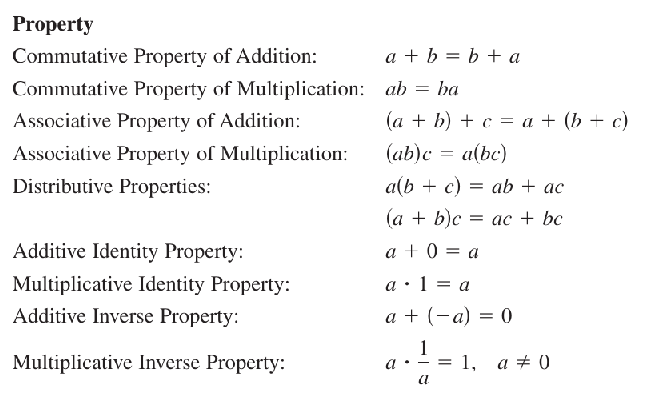 Property
Commutative Property of Addition: a + b = b + a
Commutative Property of Multiplication: ab = ba
Associative Property of Addition: (a + b) + c = a + (b + c)
Associative Property of Multiplication: (ab)c = a(bc)
Distributive Properties: a(b + c) = ab + ac
(a + b)c = ac + bc
Additive Identity Property: a + 0 = a
Multiplicative Identity Property: a · 1 = a
Additive Inverse Property: a + (−a) = 0
Multiplicative Inverse Property: a · 1/a = 1, a ≠ 0